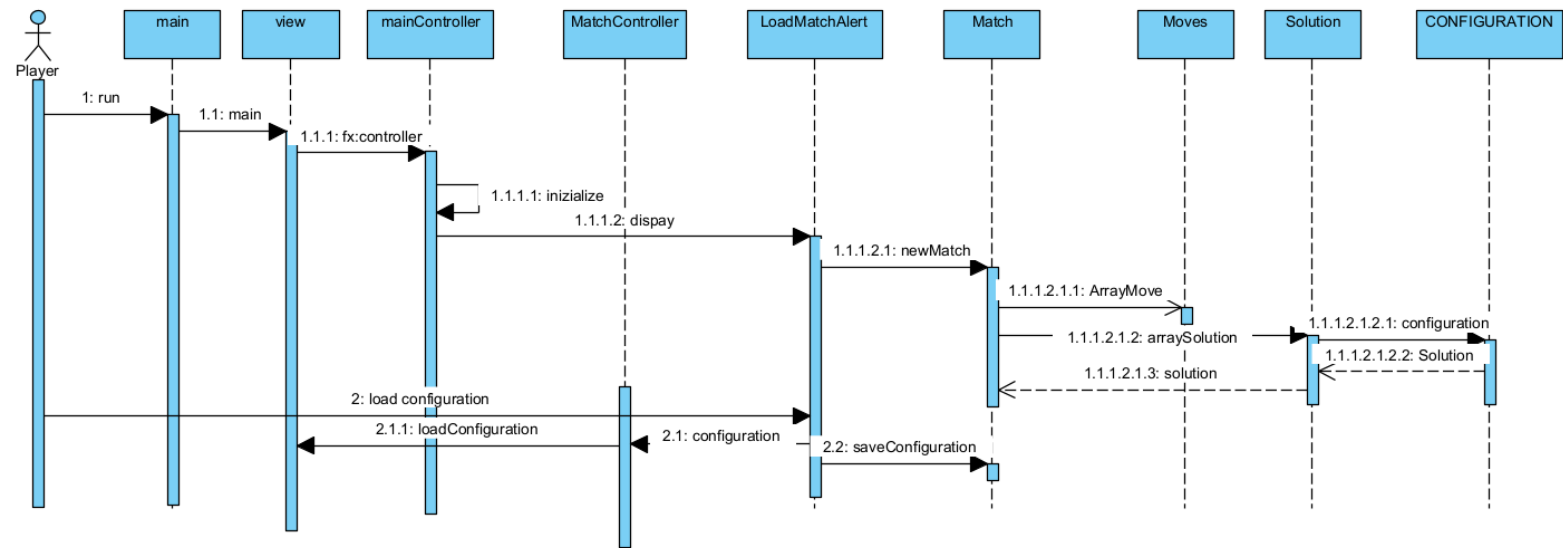 main
view
mainController
MatchController
LoadMatchAlert
Match
Moves
Solution
CONFIGURATION
Player
1: run
1.1: main
1.1.1: fx:controller
1.1.1.1: inizialize
1.1.1.2: dispay
1.1.1.2.1: newMatch
1.1.1.2.1.1: ArrayMove
1.1.1.2.1.2.1: configuration
1.1.1.2.1.2: arraySolution
1.1.1.2.1.2.2: Solution
1.1.1.2.1.3: solution
2: load configuration
2.1.1: loadConfiguration
2.1: configuration
2.2: saveConfiguration